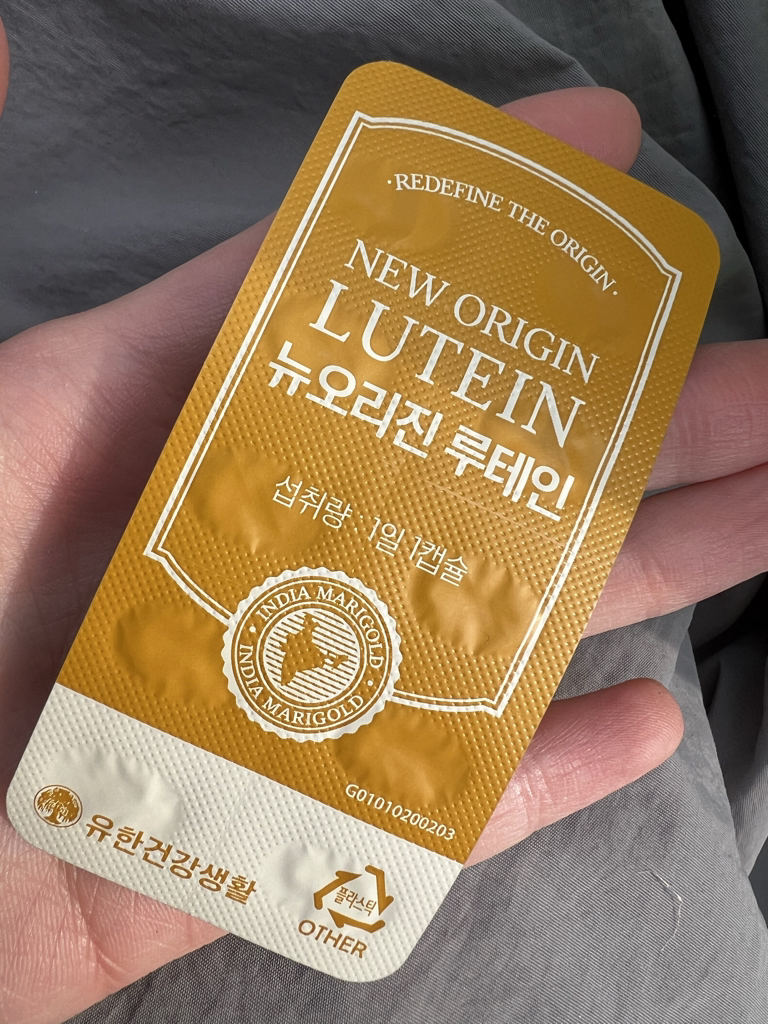 ·REDEFINE THE ORIGIN·
NEW ORIGIN
LUTEIN
뉴오리진 루테인
섭취량 : 1일 1캡슐
· INDIA MARIGOLD ·
INDIA MARIGOLD
G01010200203
유한건강생활
플라스틱
OTHER